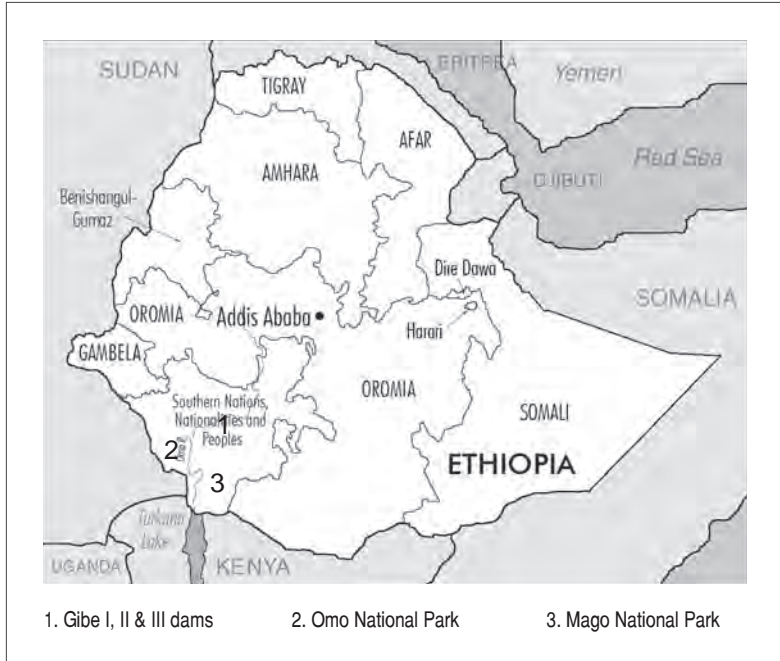 SUDAN
ERITREA
Yemen
TIGRAY
AFAR
Red Sea
AMHARA
DJIBUTI
Benishangul-
Gumaz
Dire Dawa
SOMALIA
OROMIA
Addis Ababa
Harari
GAMBELA
OROMIA
SOMALI
Southern Nations,
Nationalities and
Peoples
1
2
ETHIOPIA
3
Turkana
Lake
UGANDA
KENYA
1. Gibe I, II & III dams
2. Omo National Park
3. Mago National Park